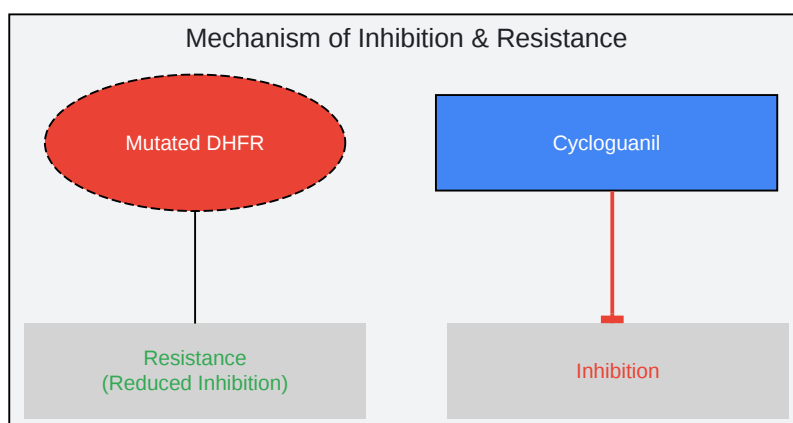 Mechanism of Inhibition & Resistance
Mutated DHFR
Cycloguanil
Resistance
(Reduced Inhibition)
Inhibition